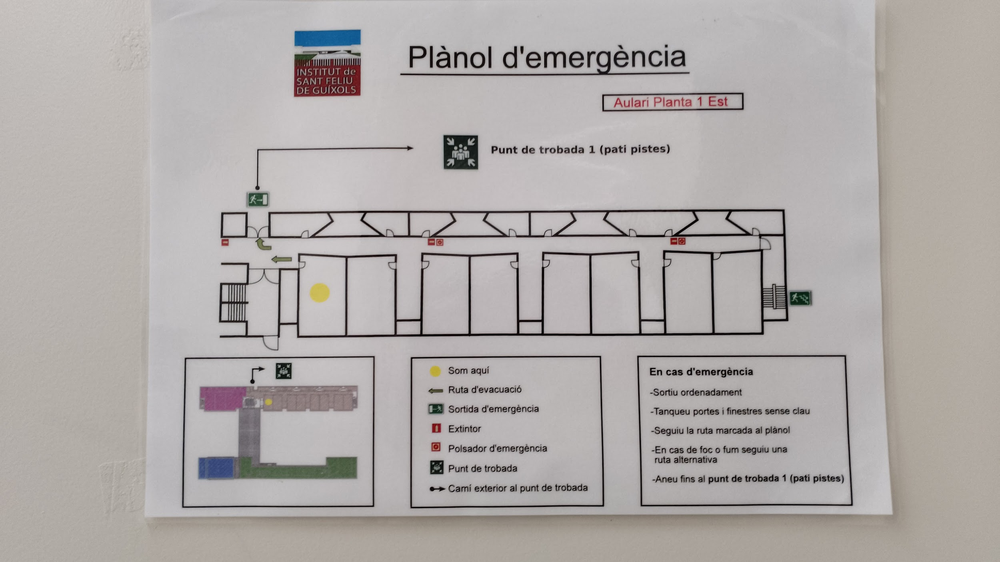 INSTITUT de
SANT FELIU
DE GUÍXOLS
Plànol d'emergència
Aulari Planta 1 Est
Punt de trobada 1 (pati pistes)
Som aquí
Ruta d'evacuació
Sortida d'emergència
Extintor
Polsador d'emergència
Punt de trobada
Camí exterior al punt de trobada
En cas d'emergència
-Sortiu ordenadament
-Tanqueu portes i finestres sense clau
-Seguiu la ruta marcada al plànol
-En cas de foc o fum seguiu una
ruta alternativa
-Aneu fins al punt de trobada 1 (pati pistes)